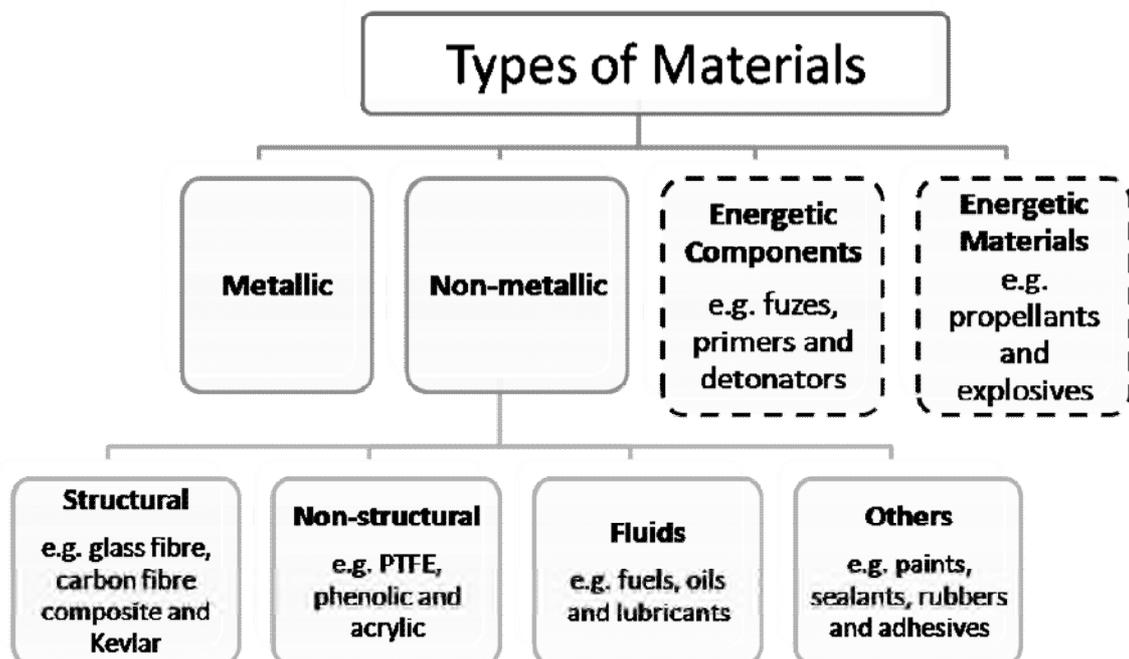 Types of Materials
Metallic
Non-metallic
Energetic
Components
e.g. fuzes,
primers and
detonators
Energetic
Materials
e.g.
propellants
and
explosives
Structural
e.g. glass fibre,
carbon fibre
composite and
Kevlar
Non-structural
e.g. PTFE,
phenolic and
acrylic
Fluids
e.g. fuels, oils
and lubricants
Others
e.g. paints,
sealants, rubbers
and adhesives